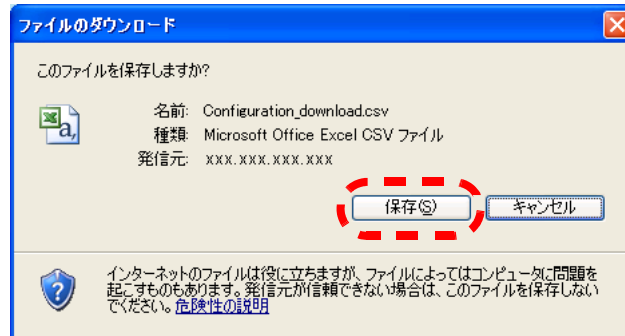 ファイルのダウンロード
このファイルを保存しますか?
名前: Configuration_download.csv
種類: Microsoft Office Excel CSV ファイル
発信元: xxx.xxx.xxx.xxx
保存(S) キャンセル
インターネットのファイルは役に立ちますが、ファイルによってはコンピュータに問題を
起こすものもあります。発信元が信頼できない場合は、このファイルを保存しない
でください。危険性の説明